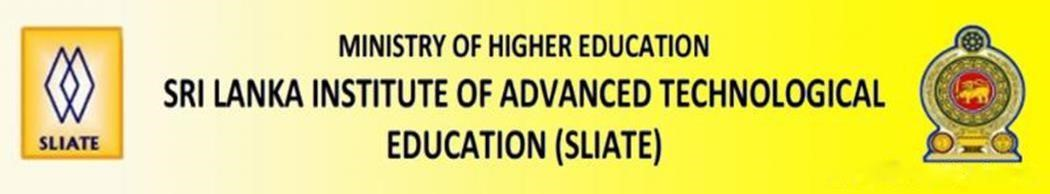 MINISTRY OF HIGHER EDUCATION
SRI LANKA INSTITUTE OF ADVANCED TECHNOLOGICAL
EDUCATION (SLIATE)
SLIATE